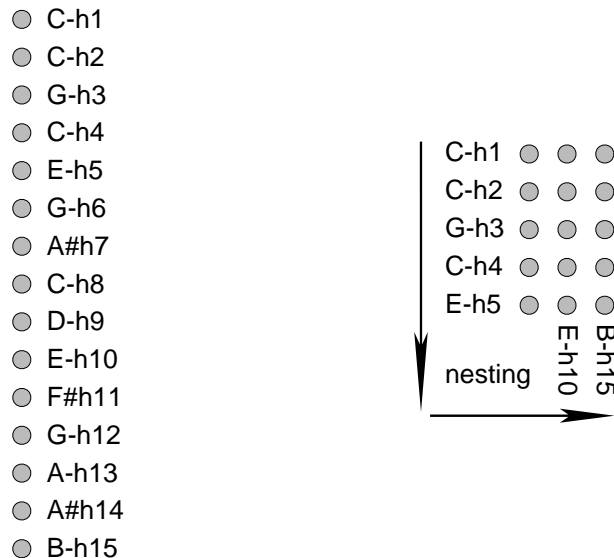 C-h1
C-h2
G-h3
C-h4
E-h5
G-h6
A#h7
C-h8
D-h9
E-h10
F#h11
G-h12
A-h13
A#h14
B-h15
C-h1
C-h2
G-h3
C-h4
E-h5
E-h10
B-h15
nesting